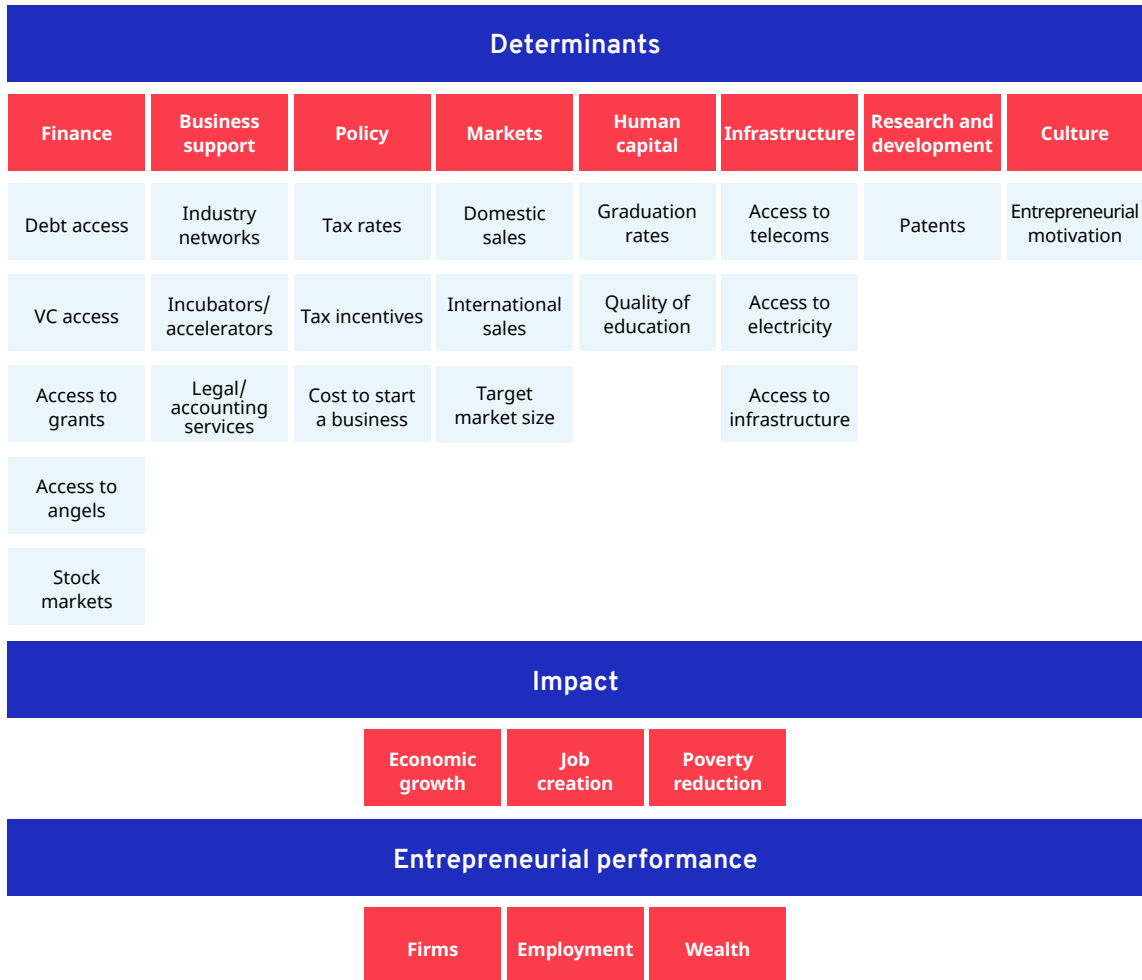 Determinants
Finance
Business
support
Policy
Markets
Human
capital
Infrastructure
Research and
development
Culture
Debt access
Industry
networks
Tax rates
Domestic
sales
Graduation
rates
Access to
telecoms
Patents
Entrepreneurial
motivation
VC access
Incubators/
accelerators
Tax incentives
International
sales
Quality of
education
Access to
electricity
Access to
grants
Legal/
accounting
services
Cost to start
a business
Target
market size
Access to
infrastructure
Access to
angels
Stock
markets
Impact
Economic
growth
Job
creation
Poverty
reduction
Entrepreneurial performance
Firms
Employment
Wealth